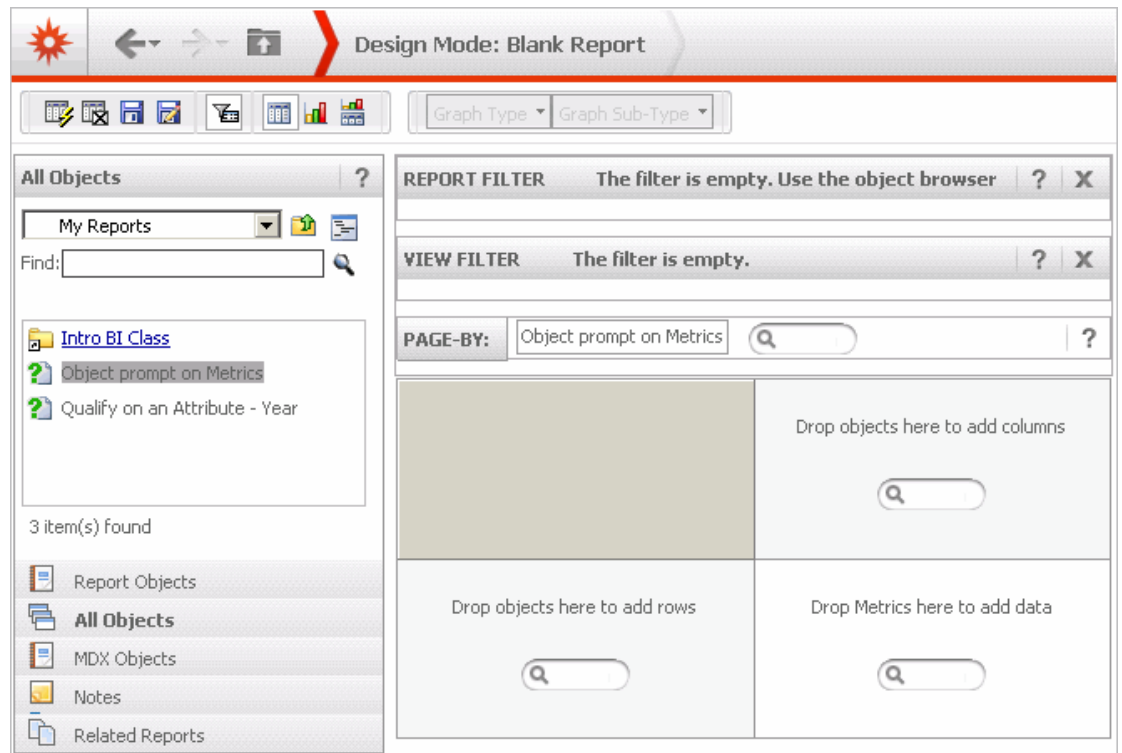 Design Mode: Blank Report
Graph Type Graph Sub-Type
All Objects ?
My Reports
Find:
Intro BI Class
Object prompt on Metrics
Qualify on an Attribute - Year
3 item(s) found
Report Objects
All Objects
MDX Objects
Notes
Related Reports
REPORT FILTER The filter is empty. Use the object browser ? X
VIEW FILTER The filter is empty. ? X
PAGE-BY: Object prompt on Metrics ?
Drop objects here to add columns
Drop objects here to add rows
Drop Metrics here to add data